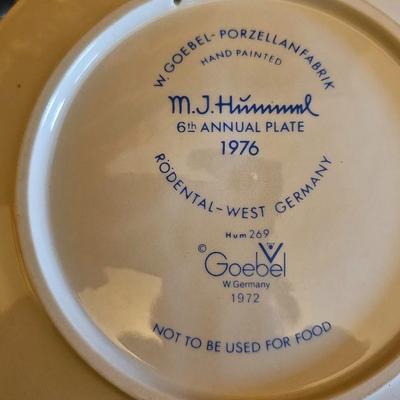 W. GOEBEL-PORZELLANFABRIK
HAND PAINTED
M.J.Hummel
6th ANNUAL PLATE
1976
RÖDENTAL-WEST GERMANY
Hum 269
© Goebel
W Germany
1972
NOT TO BE USED FOR FOOD